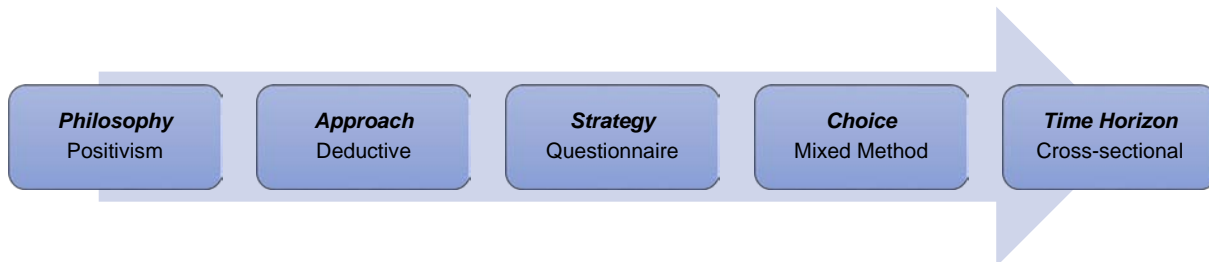 Philosophy
Positivism
Approach
Deductive
Strategy
Questionnaire
Choice
Mixed Method
Time Horizon
Cross-sectional